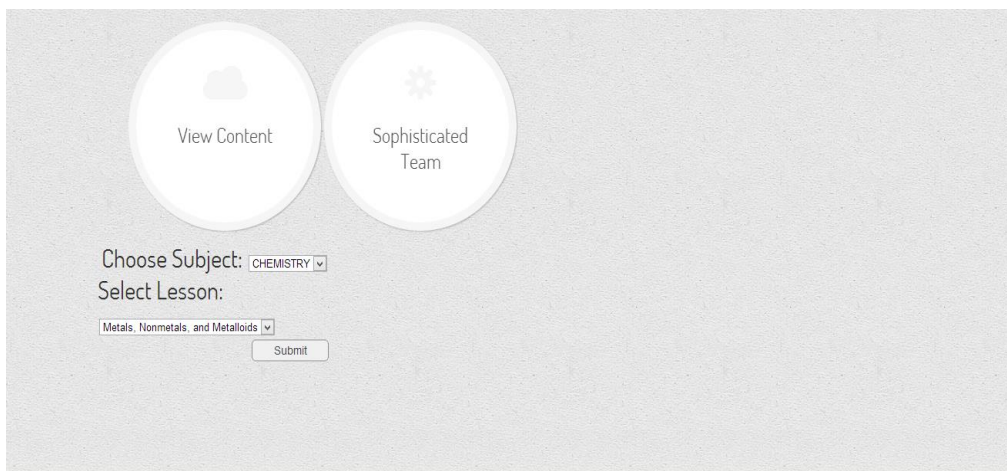 View Content
Sophisticated
Team
Choose Subject: CHEMISTRY
Select Lesson:
Metals, Nonmetals, and Metalloids
Submit